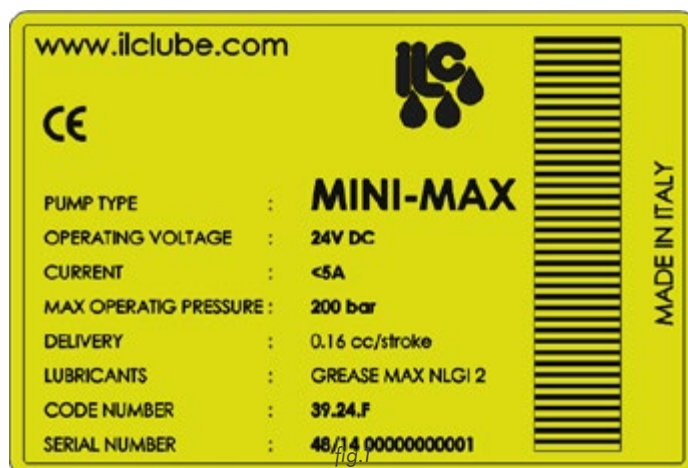 www.ilclube.com
ILC
CE
PUMP TYPE : MINI-MAX
OPERATING VOLTAGE : 24V DC
CURRENT : <5A
MAX OPERATIG PRESSURE : 200 bar
DELIVERY : 0.16 cc/stroke
LUBRICANTS : GREASE MAX NLGI 2
CODE NUMBER : 39.24.F
SERIAL NUMBER : 48/14 00000000001
MADE IN ITALY
fig.1